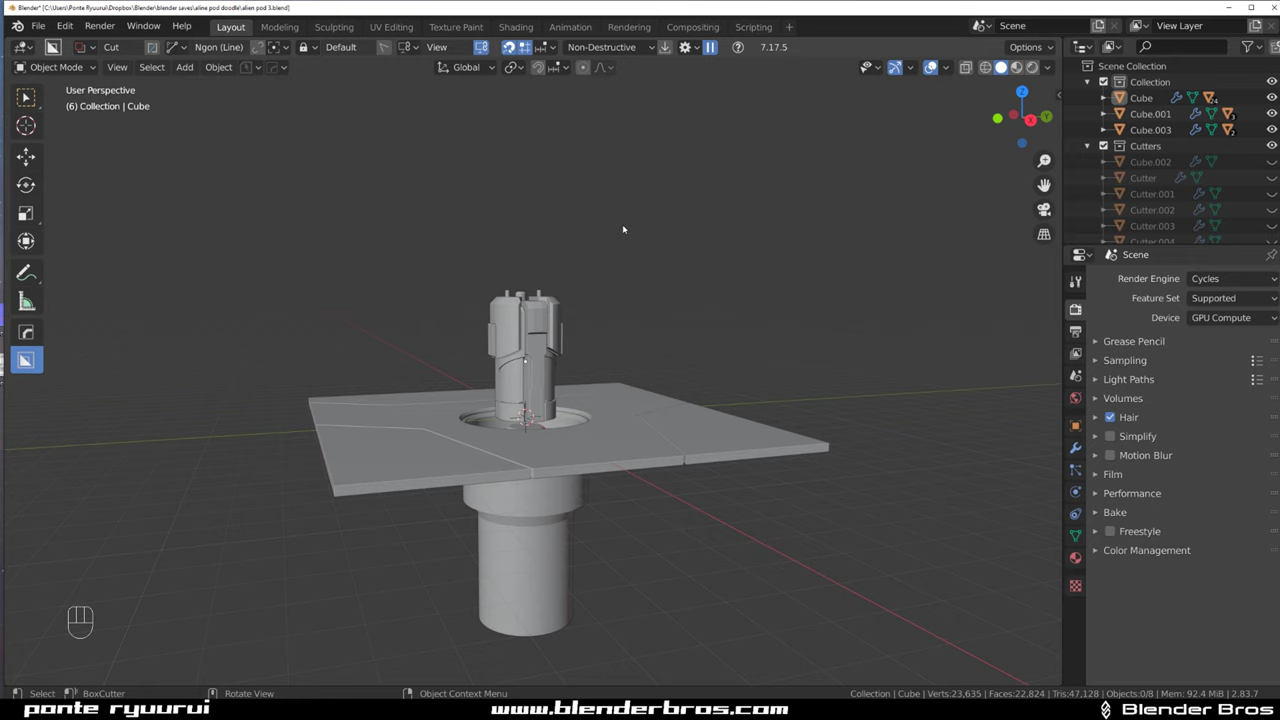 Blender* [C:\Users\Ponte Ryuurui\Dropbox\Blender\blender saves\aline pod doodle\alien pod 3.blend]
File Edit Render Window Help Layout Modeling Sculpting UV Editing Texture Paint Shading Animation Rendering Compositing Scripting + Scene View Layer
Cut Ngon (Line) Default View Non-Destructive 7.17.5 Options
Object Mode View Select Add Object Global
User Perspective
(6) Collection | Cube
Z
Y
X
Scene Collection
Collection
Cube 24
Cube.001 3
Cube.003 2
Cutters
Cube.002
Cutter
Cutter.001
Cutter.002
Cutter.003
Cutter.004
Scene
Render Engine Cycles
Feature Set Supported
Device GPU Compute
Grease Pencil
Sampling
Light Paths
Volumes
Hair
Simplify
Motion Blur
Film
Performance
Bake
Freestyle
Color Management
Select BoxCutter Rotate View Object Context Menu Collection | Cube | Verts:23,635 | Faces:22,824 | Tris:47,128 | Objects:0/8 | Mem: 92.4 MiB | 2.83.7
ponte ryuurui www.blenderbros.com Blender Bros